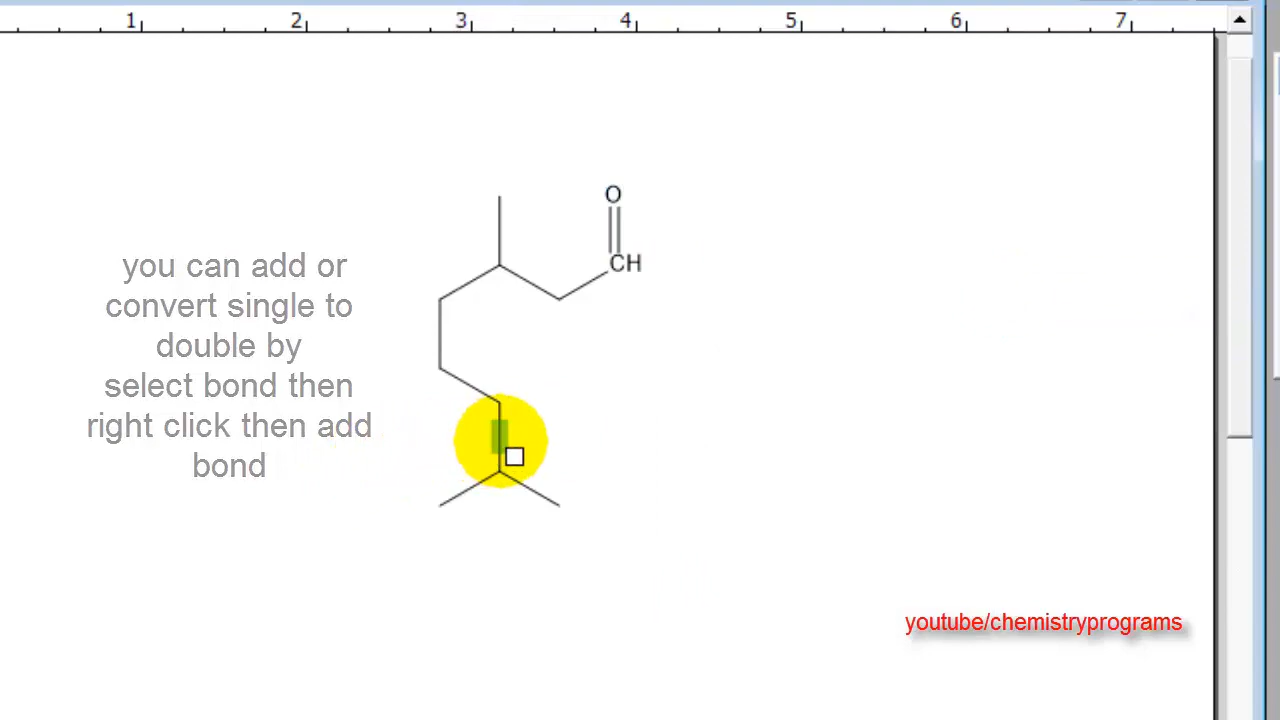 1 2 3 4 5 6 7
O
CH
you can add or
convert single to
double by
select bond then
right click then add
bond
youtube/chemistryprograms